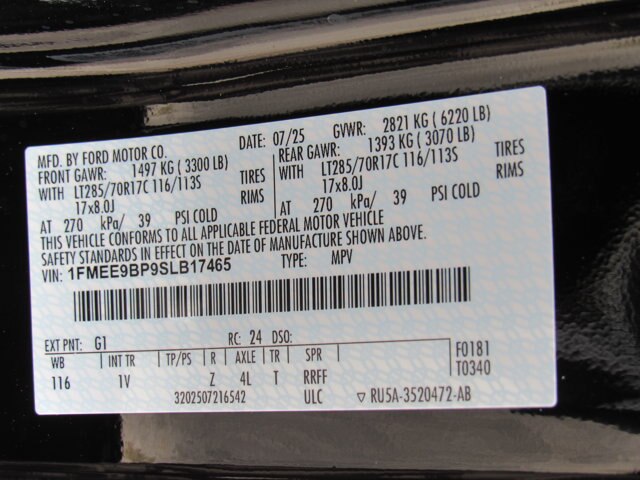 MFD. BY FORD MOTOR CO. DATE: 07/25 GVWR: 2821 KG ( 6220 LB)
FRONT GAWR: 1497 KG ( 3300 LB) REAR GAWR: 1393 KG ( 3070 LB)
WITH LT285/70R17C 116/113S TIRES WITH LT285/70R17C 116/113S TIRES
17x8.0J RIMS 17x8.0J RIMS
AT 270 kPa/ 39 PSI COLD AT 270 kPa/ 39 PSI COLD
THIS VEHICLE CONFORMS TO ALL APPLICABLE FEDERAL MOTOR VEHICLE
SAFETY STANDARDS IN EFFECT ON THE DATE OF MANUFACTURE SHOWN ABOVE.
VIN: 1FMEE9BP9SLB17465 TYPE: MPV
EXT PNT: G1 RC: 24 DSO:
WB INT TR TP/PS R AXLE TR SPR F0181
116 1V Z 4L T RRFF T0340
3202507216542 ULC ▽ RU5A-3520472-AB